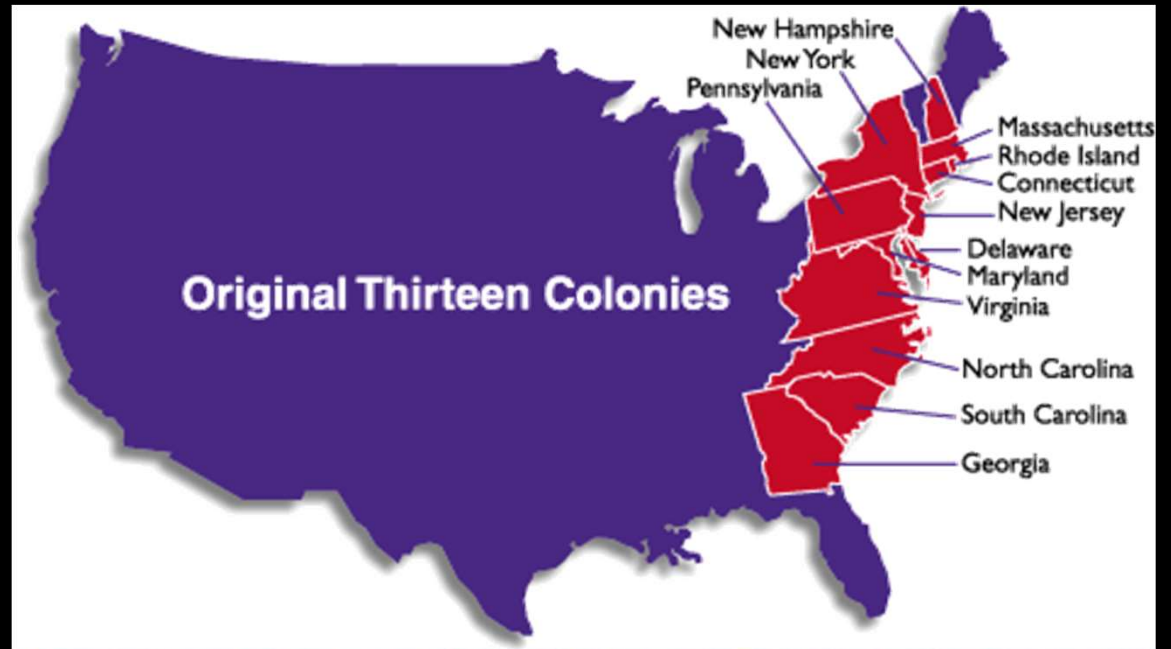 New Hampshire
New York
Pennsylvania
Massachusetts
Rhode Island
Connecticut
New Jersey
Delaware
Maryland
Original Thirteen Colonies
Virginia
North Carolina
South Carolina
Georgia